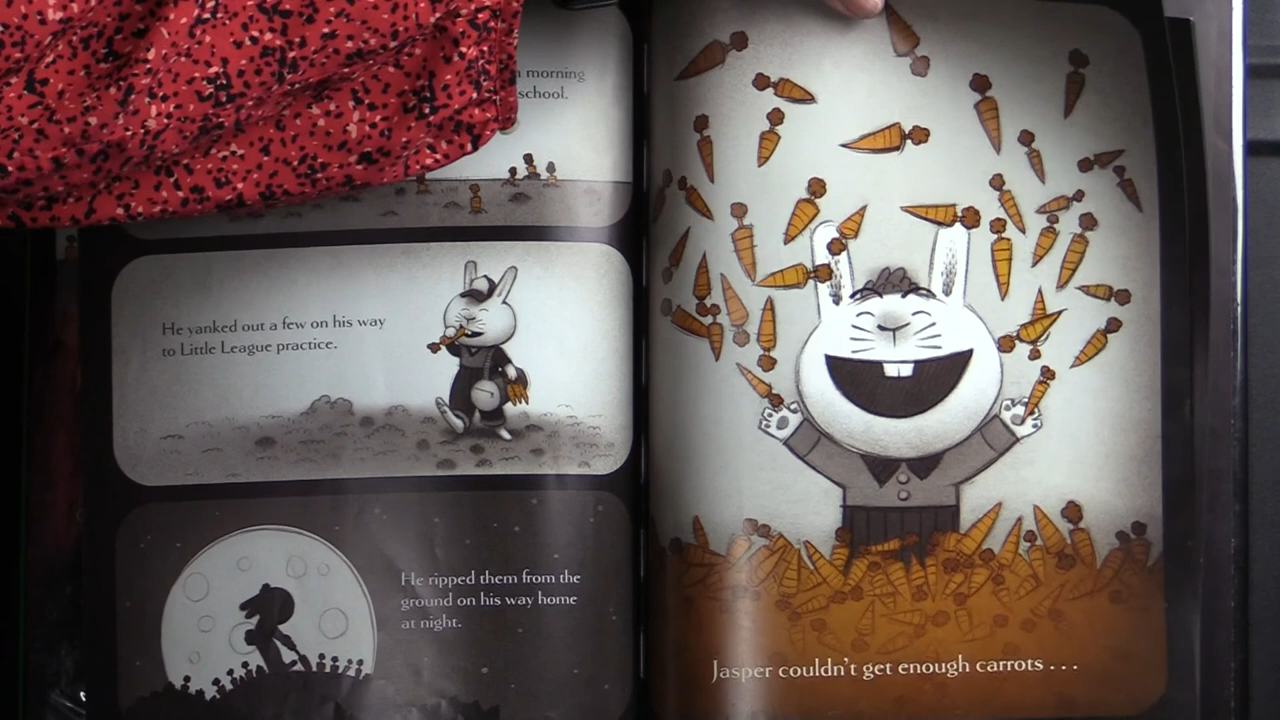 morning
school.
He yanked out a few on his way
to Little League practice.
He ripped them from the
ground on his way home
at night.
Jasper couldn't get enough carrots . . .